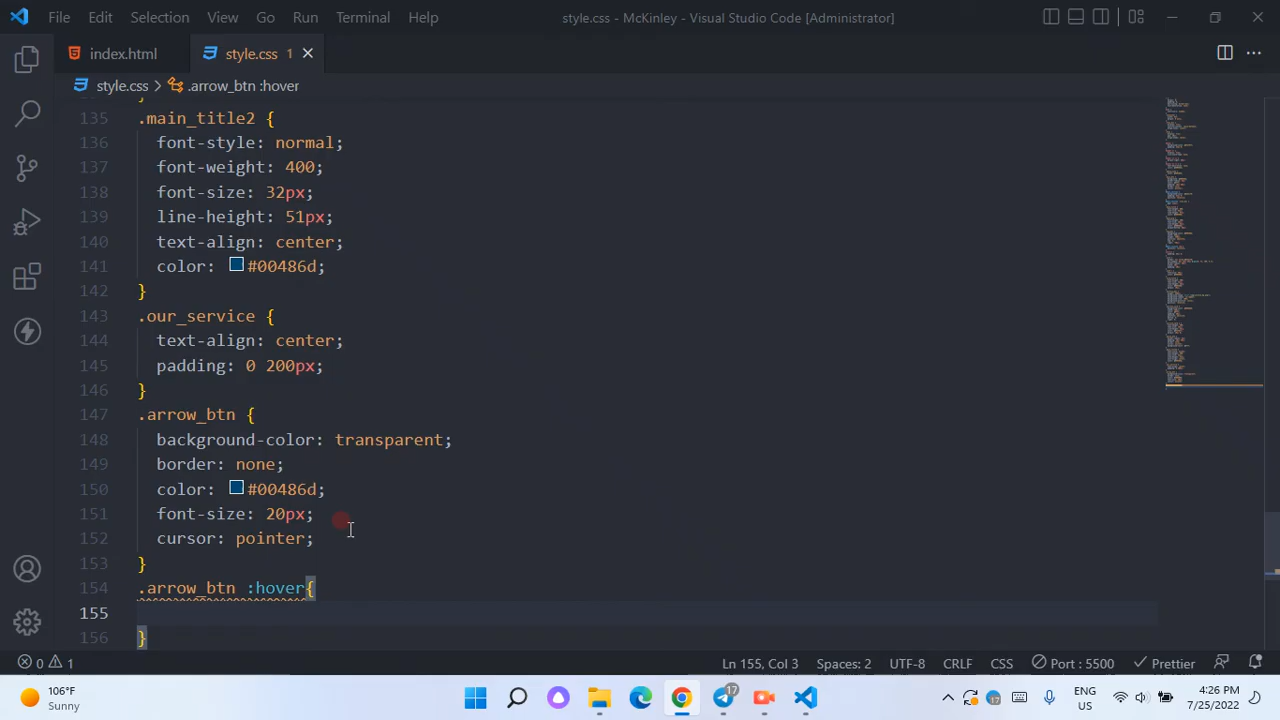 File Edit Selection View Go Run Terminal Help style.css - McKinley - Visual Studio Code [Administrator]
index.html style.css 1
style.css > .arrow_btn :hover
135 .main_title2 {
136 font-style: normal;
137 font-weight: 400;
138 font-size: 32px;
139 line-height: 51px;
140 text-align: center;
141 color: #00486d;
142 }
143 .our_service {
144 text-align: center;
145 padding: 0 200px;
146 }
147 .arrow_btn {
148 background-color: transparent;
149 border: none;
150 color: #00486d;
151 font-size: 20px;
152 cursor: pointer;
153 }
154 .arrow_btn :hover{
155
156 }
0 1 Ln 155, Col 3 Spaces: 2 UTF-8 CRLF CSS Port : 5500 Prettier
106°F
Sunny
17
17
ENG
US
4:26 PM
7/25/2022